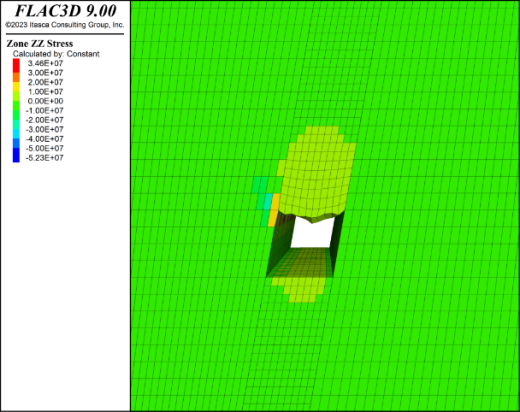 FLAC3D 9.00
©2023 Itasca Consulting Group, Inc.
Zone ZZ Stress
Calculated by: Constant
3.46E+07
3.00E+07
2.00E+07
1.00E+07
0.00E+00
-1.00E+07
-2.00E+07
-3.00E+07
-4.00E+07
-5.00E+07
-5.23E+07